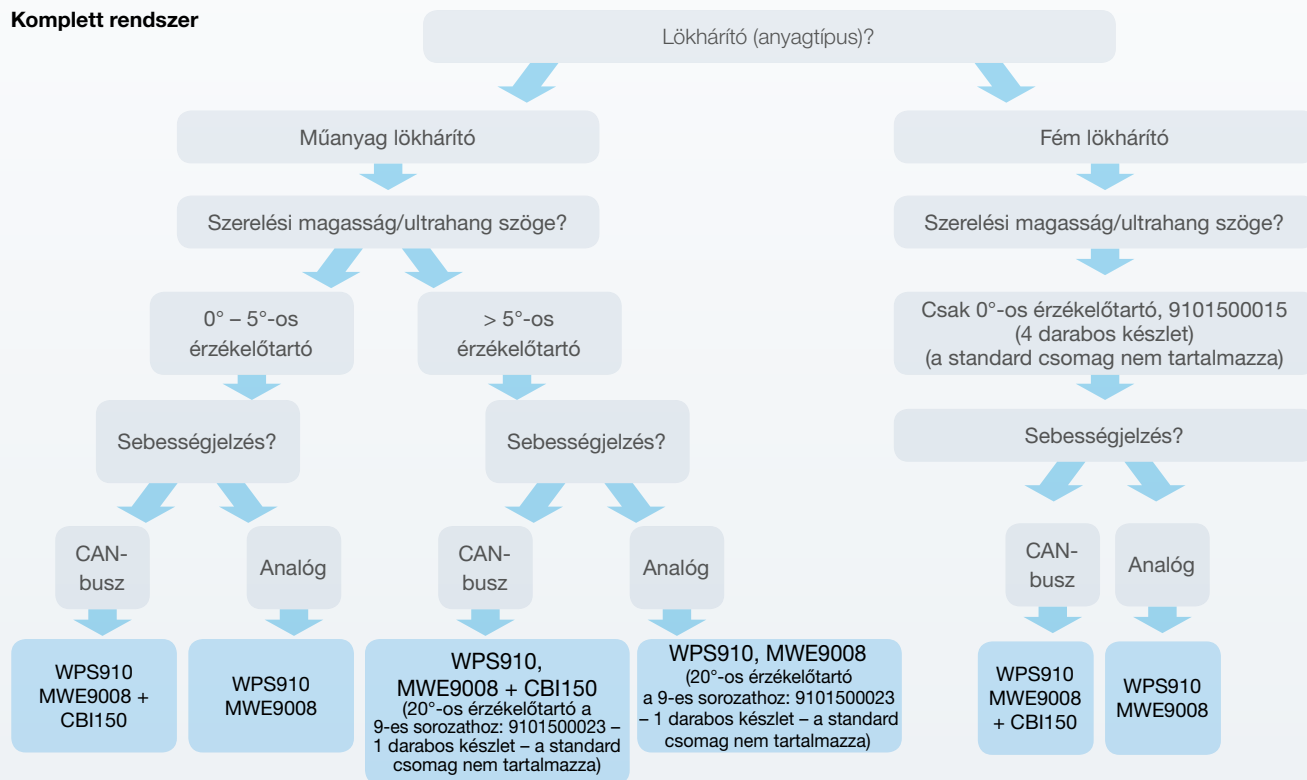 Komplett rendszer
Lökhárító (anyagtípus)?
Műanyag lökhárító
Fém lökhárító
Szerelési magasság/ultrahang szöge?
Szerelési magasság/ultrahang szöge?
0° – 5°-os
érzékelőtartó
> 5°-os
érzékelőtartó
Csak 0°-os érzékelőtartó, 9101500015
(4 darabos készlet)
(a standard csomag nem tartalmazza)
Sebességjelzés?
Sebességjelzés?
Sebességjelzés?
CAN-
busz
Analóg
CAN-
busz
Analóg
CAN-
busz
Analóg
WPS910
MWE9008 +
CBI150
WPS910
MWE9008
WPS910,
MWE9008 + CBI150
(20°-os érzékelőtartó a
9-es sorozathoz: 9101500023 –
1 darabos készlet – a standard
csomag nem tartalmazza)
WPS910, MWE9008
(20°-os érzékelőtartó
a 9-es sorozathoz: 9101500023
– 1 darabos készlet – a standard
csomag nem tartalmazza)
WPS910
MWE9008
+ CBI150
WPS910
MWE9008